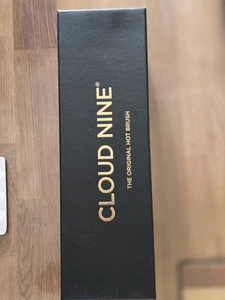 CLOUD NINE®
THE ORIGINAL HOT BRUSH